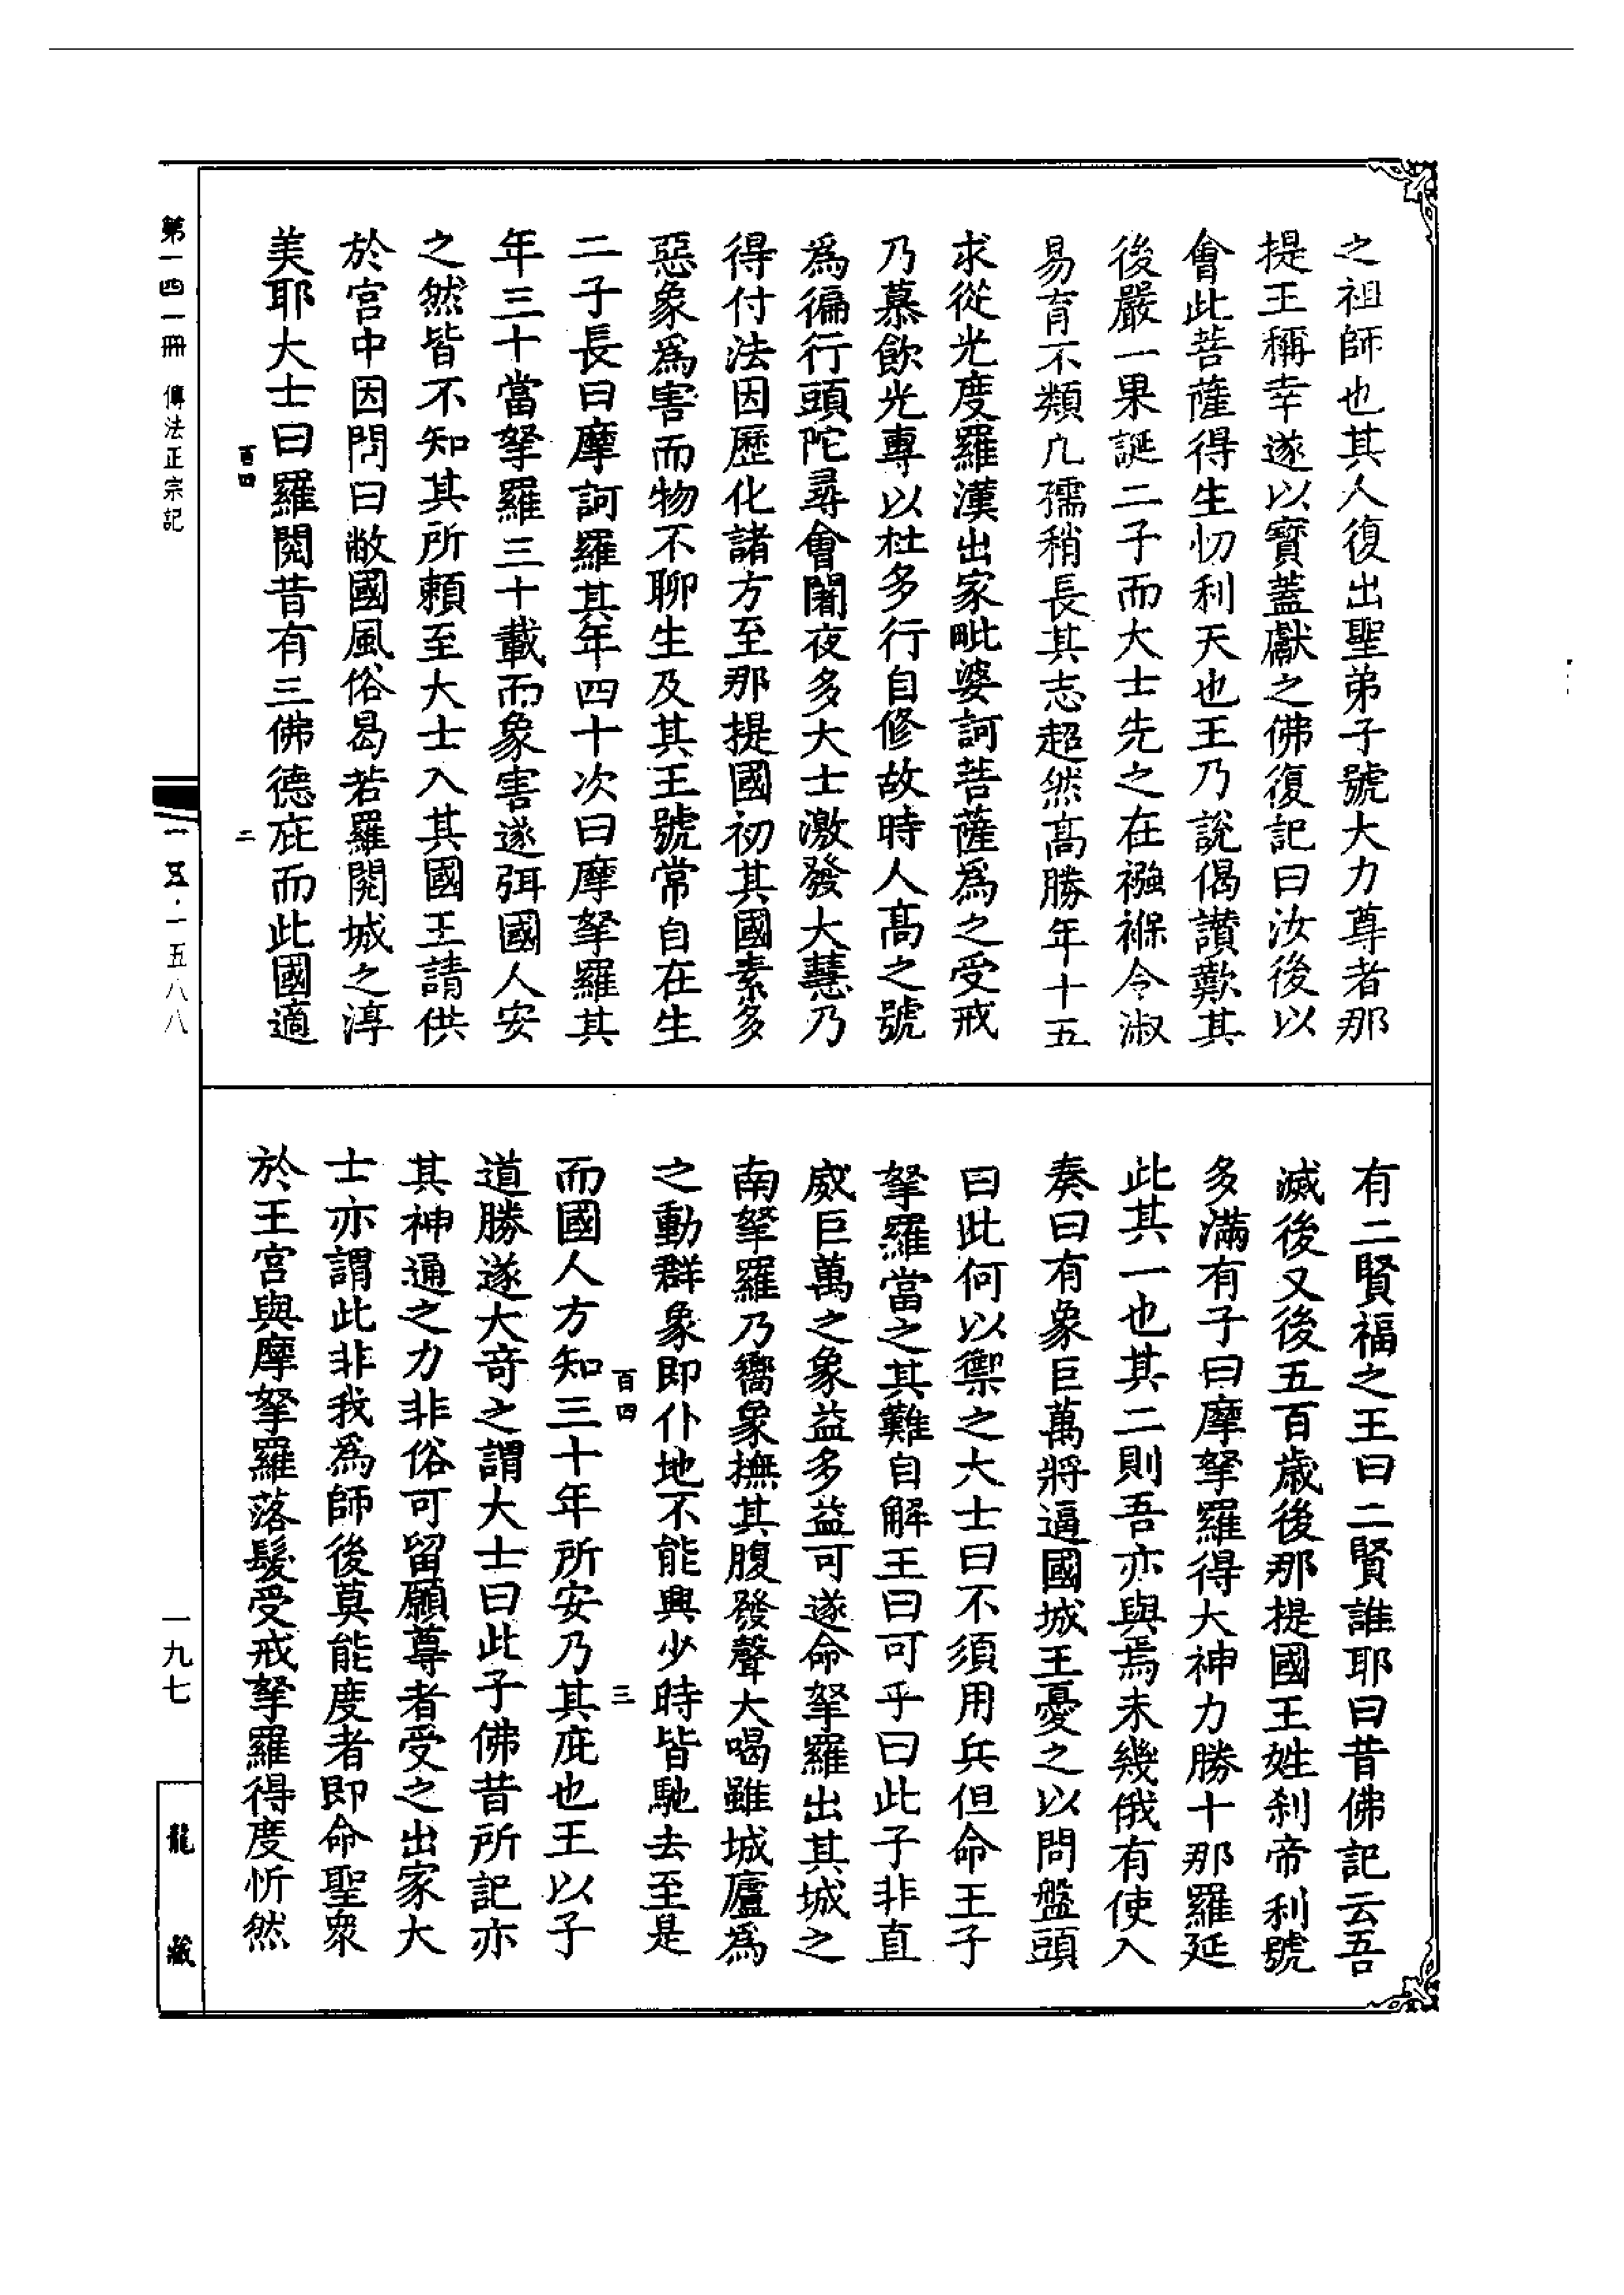 之祖師也其人復出聖弟子號大力尊者那
提王稱幸遂以寶蓋獻之佛復記曰汝後以
會此菩薩得生忉利天也王乃說偈讃歎其
後嚴一果誕二子而大士先之在襁褓令淑
易育不類凡孺稍長其志超然高勝年十五
求從光度羅漢出家毗婆訶菩薩為之受戒
乃慕飲光專以杜多行自修故時人高之號
為徧行頭陀尋會闍夜多大士激發大慧乃
得付法因歷化諸方至那提國初其國素多
惡象為害而物不聊生及其王號常自在生
二子長曰摩訶羅其年四十次曰摩拏羅其
年三十當拏羅三十載而象害遂弭國人安
之然皆不知其所賴至大士入其國王請供
於宮中因問曰敝國風俗曷若羅閱城之淳
美耶大士曰羅閱昔有三佛德庇而此國適
百四
二
有二賢福之王曰二賢誰耶曰昔佛記云吾
滅後又後五百歲後那提國王姓刹帝利號
多滿有子曰摩拏羅得大神力勝十那羅延
此其一也其二則吾亦與焉未幾俄有使入
奏曰有象巨萬將逼國城王憂之以問盤頭
曰此何以禦之大士曰不須用兵但命王子
拏羅當之其難自解王曰可乎曰此子非直
威巨萬之象益多益可遂命拏羅出其城之
南拏羅乃嚮象撫其腹發聲大喝雖城廬為
之動群象即仆地不能興少時皆馳去至是
百四
三
而國人方知三十年所安乃其庇也王以子
道勝遂大奇之謂大士曰此子佛昔所記亦
其神通之力非俗可留願尊者受之出家大
士亦謂此非我為師後莫能度者即命聖衆
於王宮與摩拏羅落髮受戒拏羅得度忻然
第一四一冊 傳法正宗記
一五·一五八八
一九七
龍藏